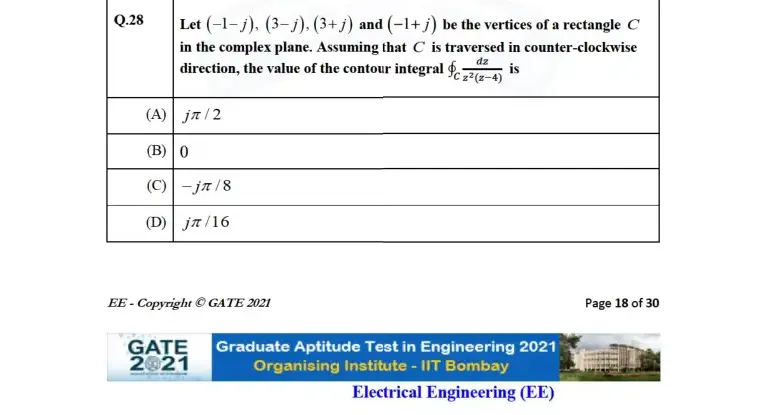 Q.28
Let (−1−j), (3−j), (3+j) and (−1+j) be the vertices of a rectangle C
in the complex plane. Assuming that C is traversed in counter-clockwise
direction, the value of the contour integral ∮_C dz/(z²(z−4)) is
(A) jπ / 2
(B) 0
(C) −jπ / 8
(D) jπ /16
EE - Copyright © GATE 2021
Page 18 of 30
GATE
2021
Graduate Aptitude Test in Engineering 2021
Organising Institute - IIT Bombay
Electrical Engineering (EE)